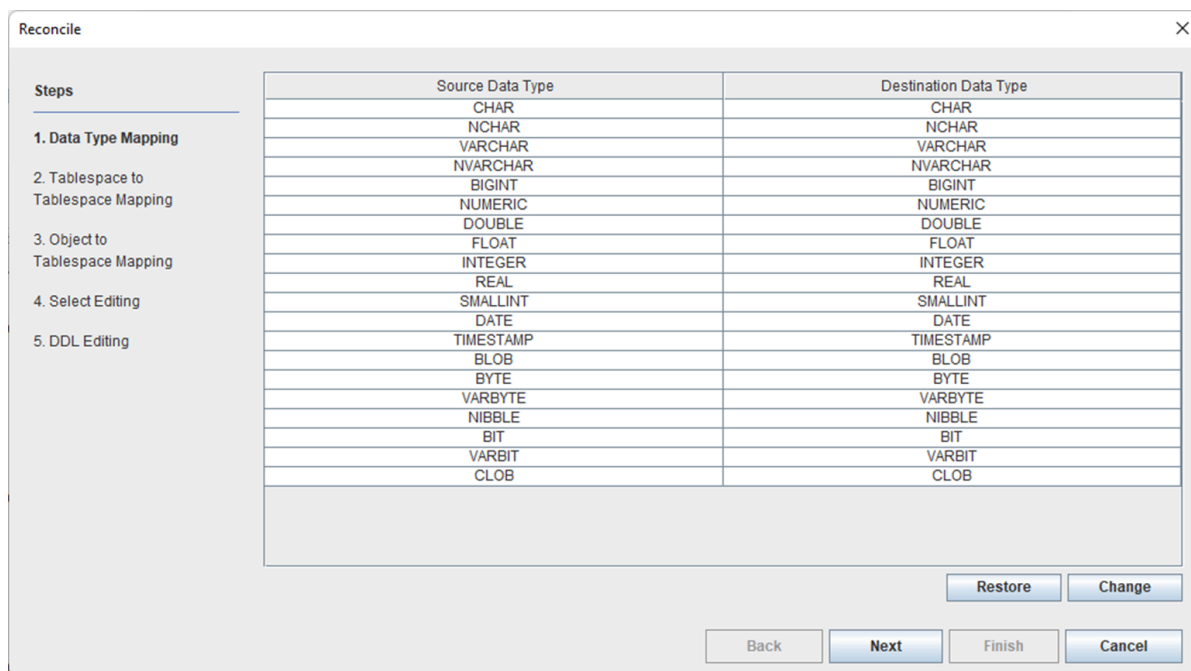 Reconcile
Steps
1. Data Type Mapping
2. Tablespace to
Tablespace Mapping
3. Object to
Tablespace Mapping
4. Select Editing
5. DDL Editing
Source Data Type Destination Data Type
CHAR CHAR
NCHAR NCHAR
VARCHAR VARCHAR
NVARCHAR NVARCHAR
BIGINT BIGINT
NUMERIC NUMERIC
DOUBLE DOUBLE
FLOAT FLOAT
INTEGER INTEGER
REAL REAL
SMALLINT SMALLINT
DATE DATE
TIMESTAMP TIMESTAMP
BLOB BLOB
BYTE BYTE
VARBYTE VARBYTE
NIBBLE NIBBLE
BIT BIT
VARBIT VARBIT
CLOB CLOB
Restore Change
Back Next Finish Cancel